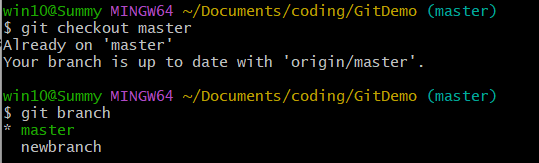 win10@Summy MINGW64 ~/Documents/coding/GitDemo (master)
$ git checkout master
Already on 'master'
Your branch is up to date with 'origin/master'.
win10@Summy MINGW64 ~/Documents/coding/GitDemo (master)
$ git branch
* master
newbranch